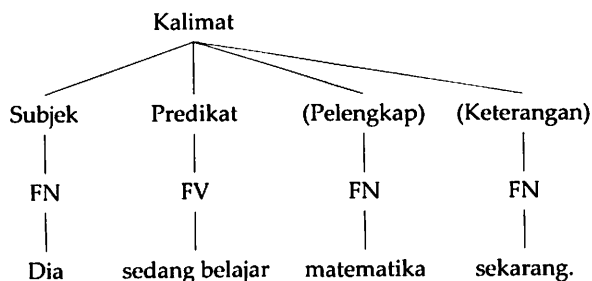 Kalimat
Subjek Predikat (Pelengkap) (Keterangan)
FN FV FN FN
Dia sedang belajar matematika sekarang.